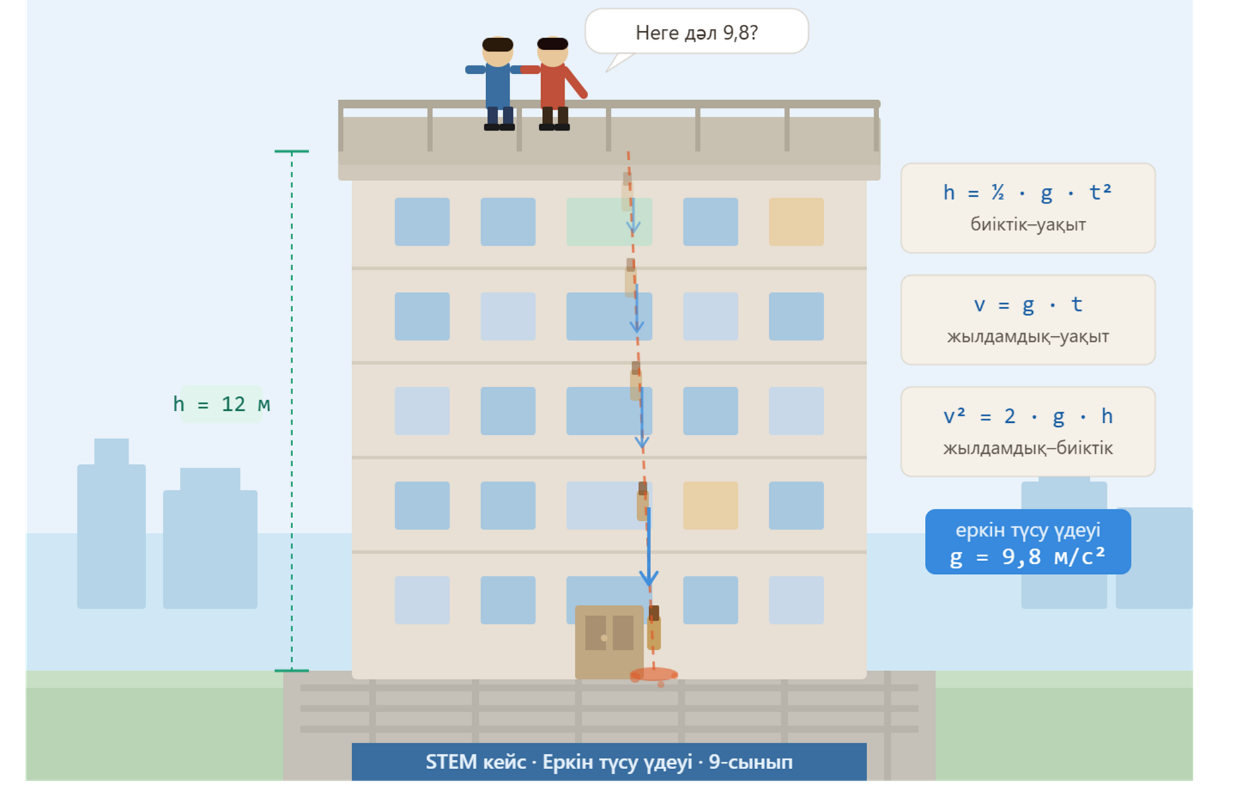 Неге дәл 9,8?
h = ½ · g · t²
биіктік–уақыт
v = g · t
жылдамдық–уақыт
h = 12 м
v² = 2 · g · h
жылдамдық–биіктік
еркін түсу үдеуі
g = 9,8 м/с²
STEM кейс · Еркін түсу үдеуі · 9-сынып